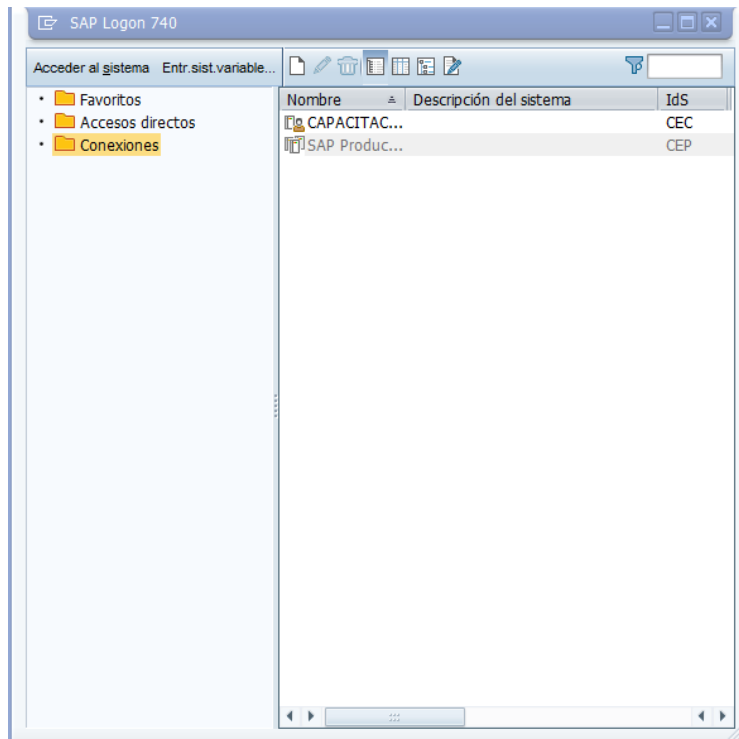 SAP Logon 740
Acceder al sistema Entr.sist.variable...
Favoritos
Accesos directos
Conexiones
Nombre Descripción del sistema IdS
CAPACITAC... CEC
SAP Produc... CEP